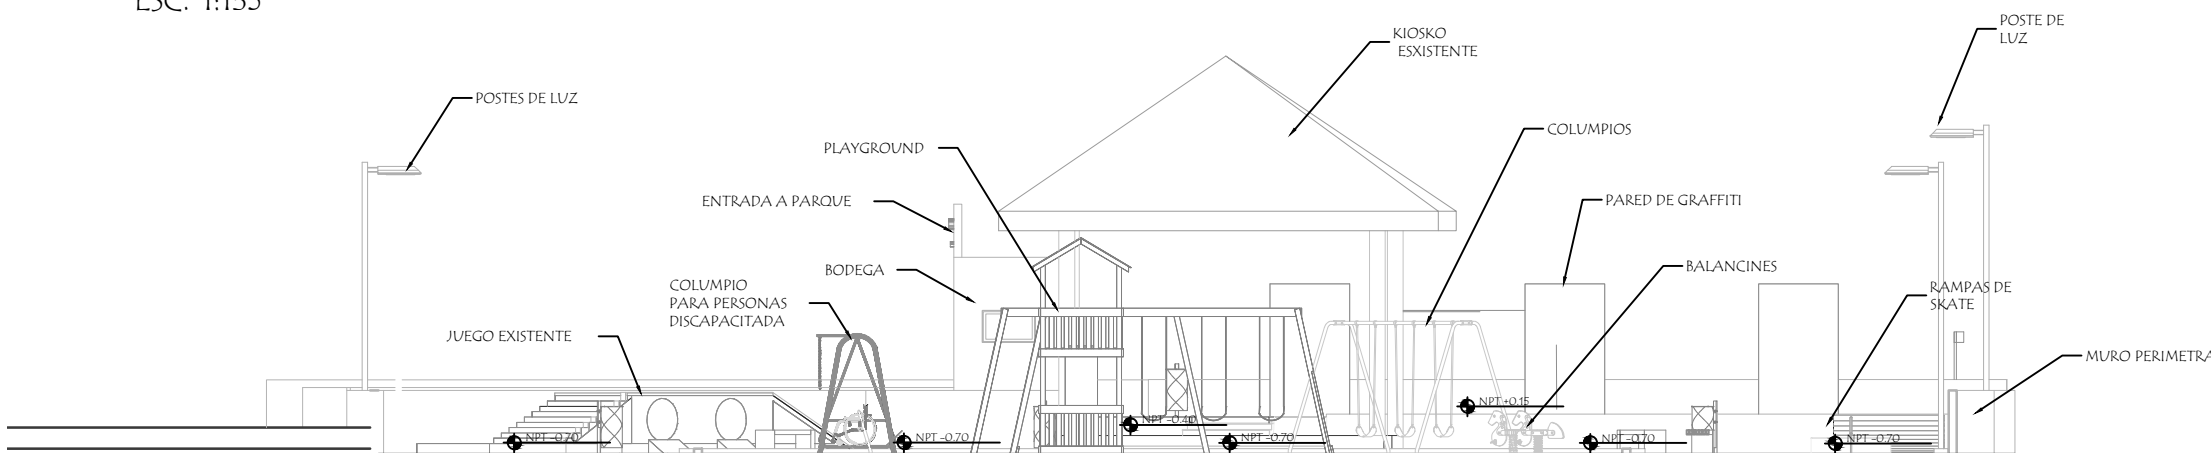 ESC. 1:155
POSTE DE
LUZ
KIOSKO
ESXISTENTE
POSTES DE LUZ
COLUMPIOS
PLAYGROUND
ENTRADA A PARQUE
PARED DE GRAFFITI
BODEGA
BALANCINES
COLUMPIO
PARA PERSONAS
DISCAPACITADA
RAMPAS DE
SKATE
JUEGO EXISTENTE
MURO PERIMETRA
NPT +0.15
NPT -0.40
NPT -0.70
NPT -0.70
NPT -0.70
NPT -0.70
NPT -0.70